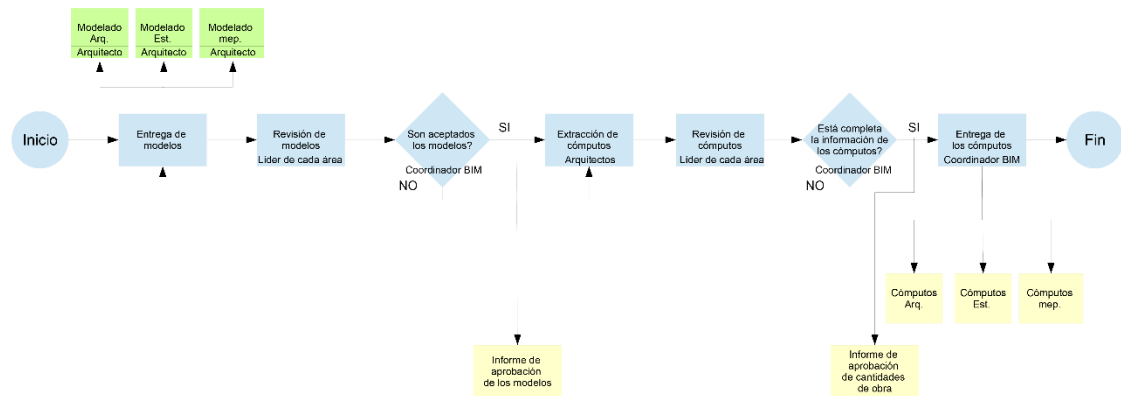 Modelado
Arq.
Arquitecto
Modelado
Est.
Arquitecto
Modelado
mep.
Arquitecto
Inicio
Entrega de
modelos
Revisión de
modelos
Líder de cada área
Son aceptados
los modelos?
Coordinador BIM
SI
NO
Extracción de
cómputos
Arquitectos
Revisión de
cómputos
Líder de cada área
Está completa
la información de
los cómputos?
Coordinador BIM
SI
NO
Entrega de
los cómputos
Coordinador BIM
Fin
Cómputos
Arq.
Cómputos
Est.
Cómputos
mep.
Informe de
aprobación
de los modelos
Informe de
aprobación
de cantidades
de obra